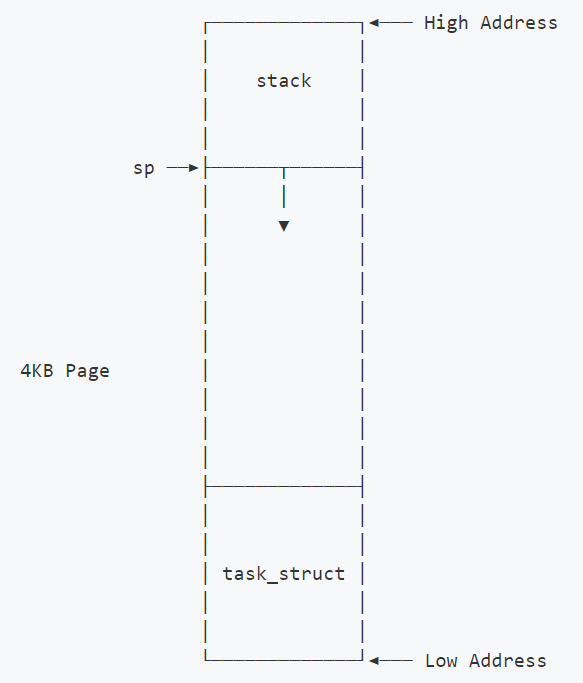 High Address
stack
sp
4KB Page
task_struct
Low Address